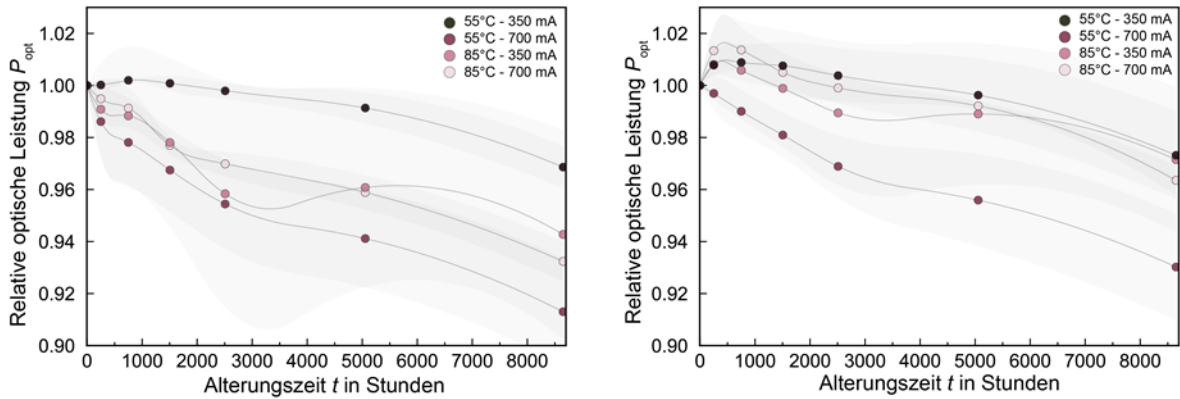 Relative optische Leistung Popt
1.02
1.00
0.98
0.96
0.94
0.92
0.90
55°C - 350 mA
55°C - 700 mA
85°C - 350 mA
85°C - 700 mA
0 1000 2000 3000 4000 5000 6000 7000 8000
Alterungszeit t in Stunden
Relative optische Leistung Popt
1.02
1.00
0.98
0.96
0.94
0.92
0.90
55°C - 350 mA
55°C - 700 mA
85°C - 350 mA
85°C - 700 mA
0 1000 2000 3000 4000 5000 6000 7000 8000
Alterungszeit t in Stunden